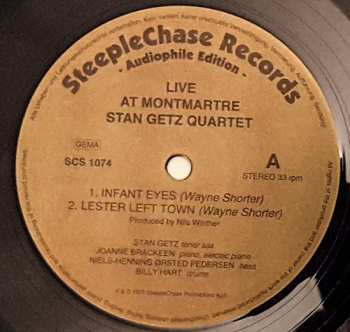 SteepleChase Records
- Audiophile Edition -
LIVE
AT MONTMARTRE
STAN GETZ QUARTET
GEMA
SCS 1074
A
STEREO 33 rpm
1. INFANT EYES (Wayne Shorter)
2. LESTER LEFT TOWN (Wayne Shorter)
Produced by Nils Winther
STAN GETZ tenor sax
JOANNE BRACKEEN piano, electric piano
NIELS-HENNING ØRSTED PEDERSEN bass
BILLY HART drums